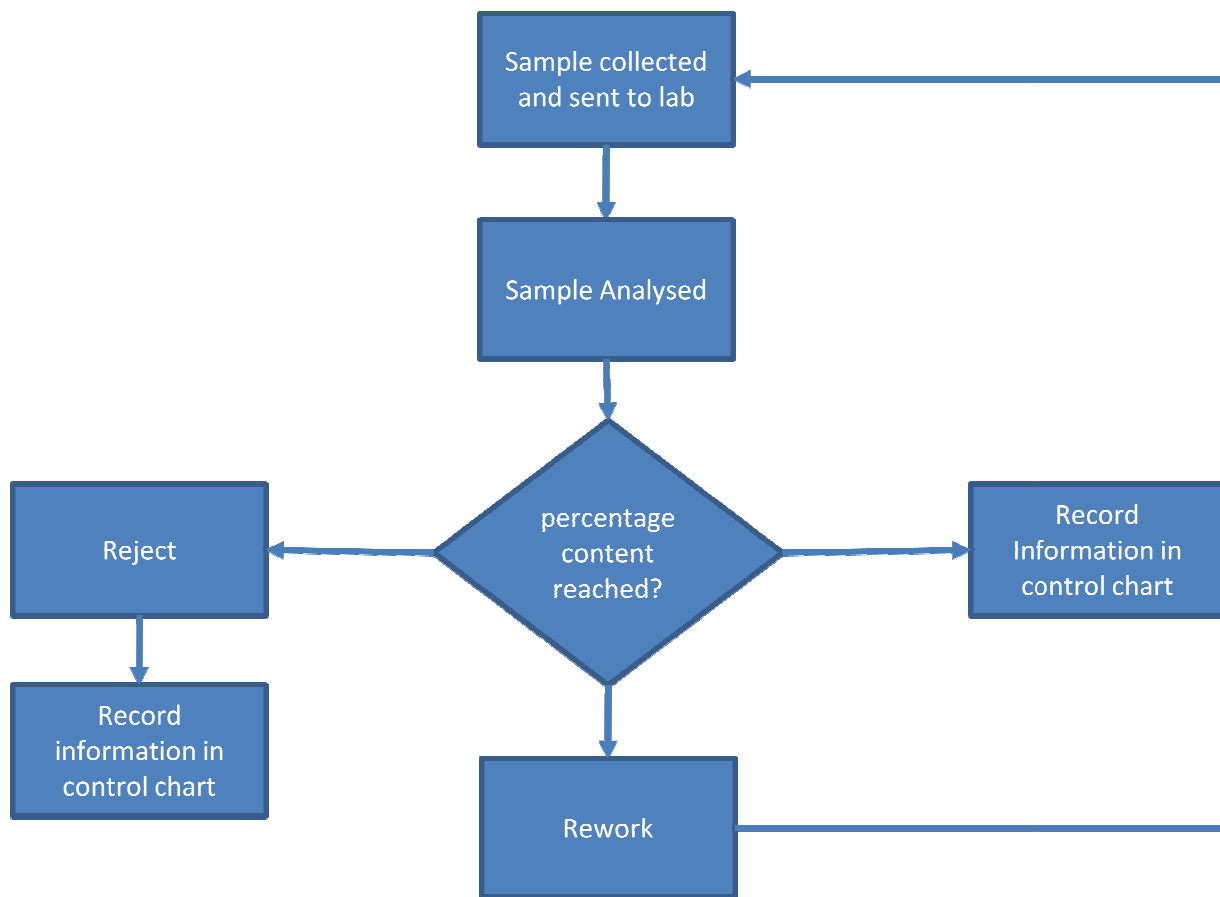 Sample collected
and sent to lab
Sample Analysed
percentage
content
reached?
Reject
Record
Information in
control chart
Record
information in
control chart
Rework